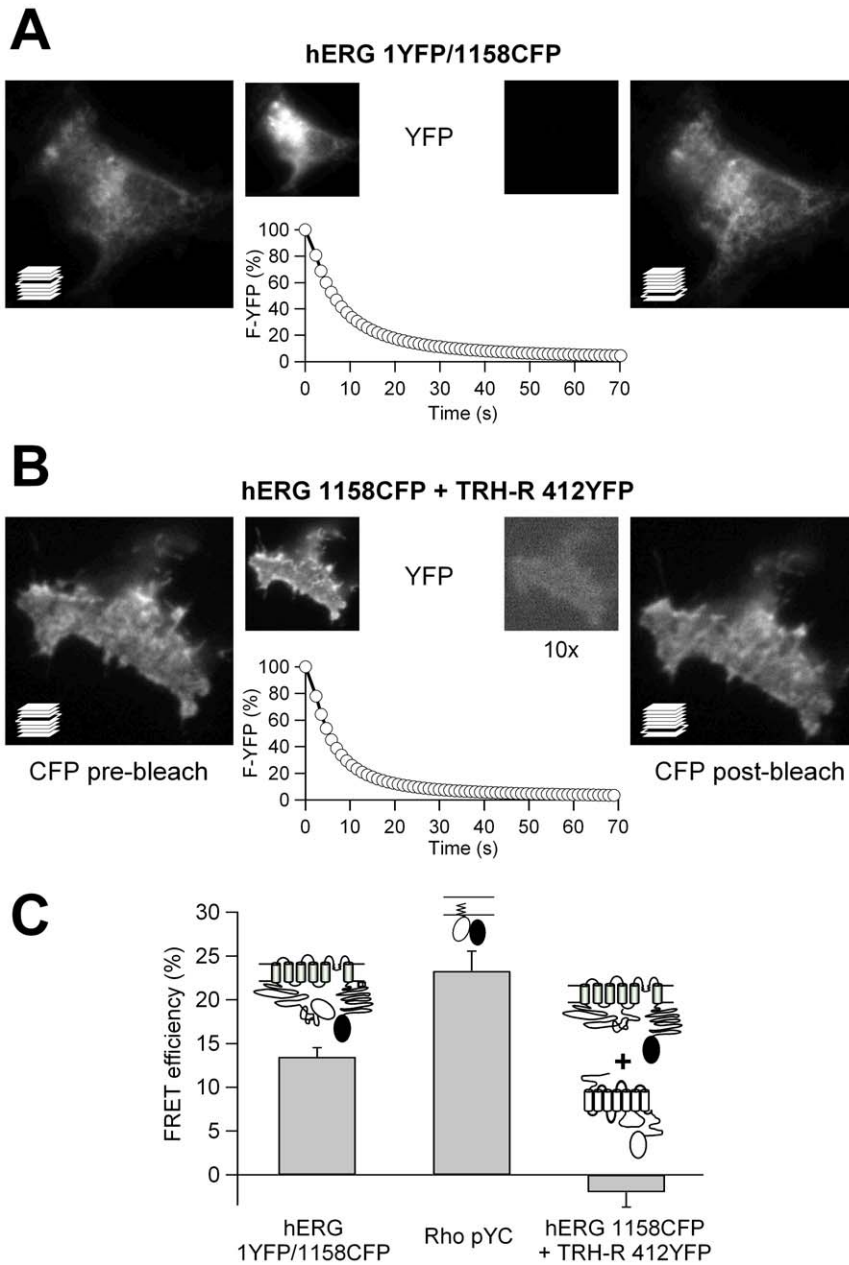 A
hERG 1YFP/1158CFP
YFP
F-YFP (%)
100
80
60
40
20
0
0 10 20 30 40 50 60 70
Time (s)
B
hERG 1158CFP + TRH-R 412YFP
YFP
10x
CFP pre-bleach
CFP post-bleach
F-YFP (%)
100
80
60
40
20
0
0 10 20 30 40 50 60 70
Time (s)
C
FRET efficiency (%)
30
25
20
15
10
5
0
+
hERG
1YFP/1158CFP
Rho pYC
hERG 1158CFP
+ TRH-R 412YFP